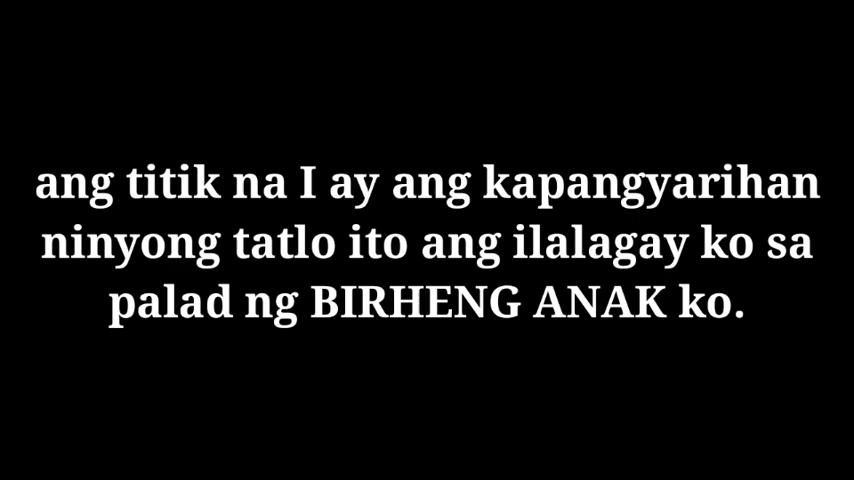 ang titik na I ay ang kapangyarihan
ninyong tatlo ito ang ilalagay ko sa
palad ng BIRHENG ANAK ko.